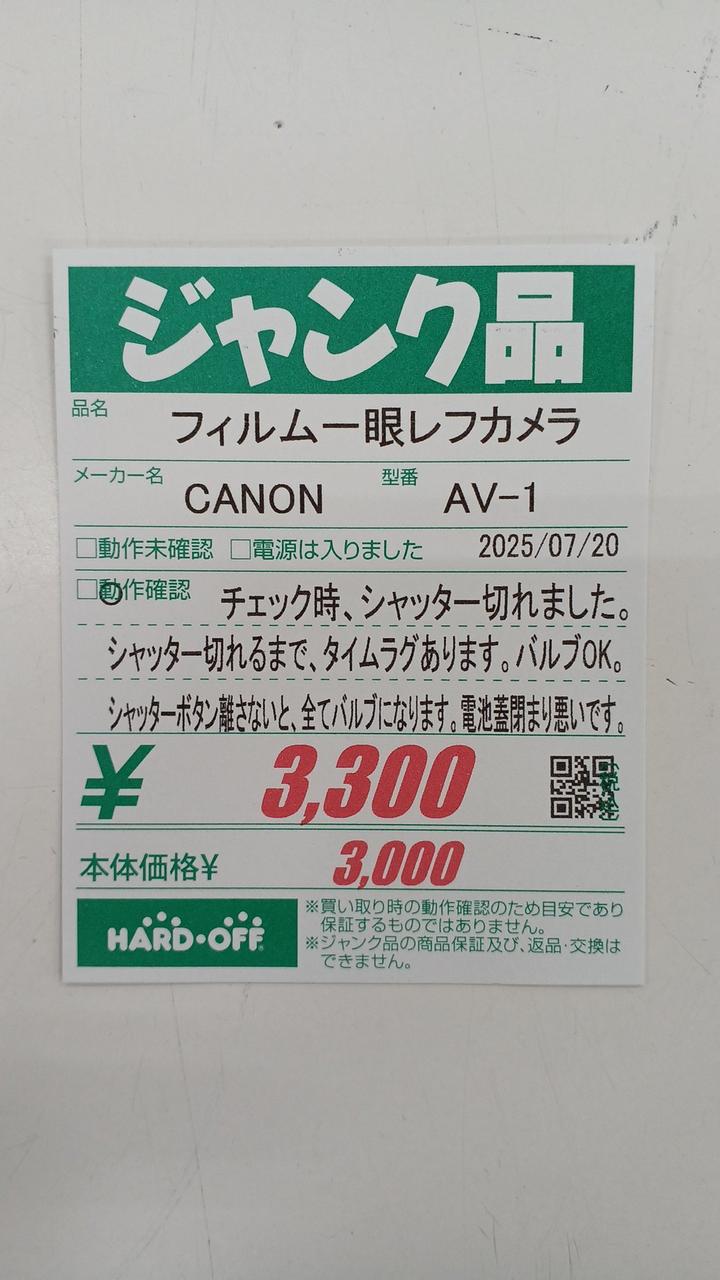 ジャンク品
品名
フィルム一眼レフカメラ
メーカー名 CANON 型番 AV-1
□動作未確認 □電源は入りました 2025/07/20
□動作確認 チェック時、シャッター切れました。
シャッター切れるまで、タイムラグあります。バルブOK。
シャッターボタン離さないと、全てバルブになります。電池蓋閉まり悪いです。
¥ 3,300
本体価格¥ 3,000
HARD・OFF
※買い取り時の動作確認のため目安であり
保証するものではありません。
※ジャンク品の商品保証及び、返品・交換は
できません。